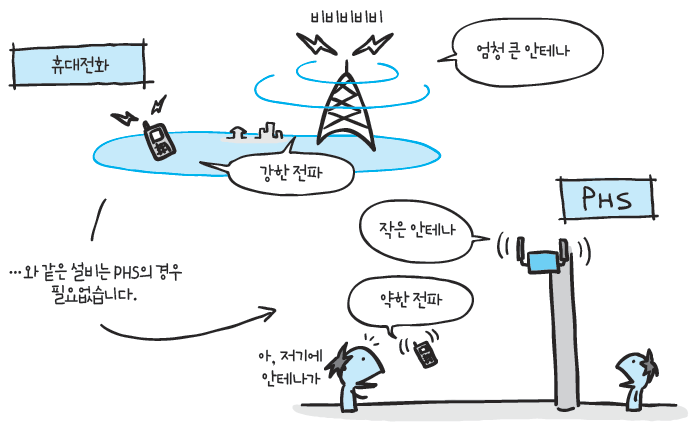 비비비비비
휴대전화
엄청 큰 안테나
강한 전파
PHS
작은 안테나
…와 같은 설비는 PHS의 경우
필요없습니다.
약한 전파
아, 저기에
안테나가